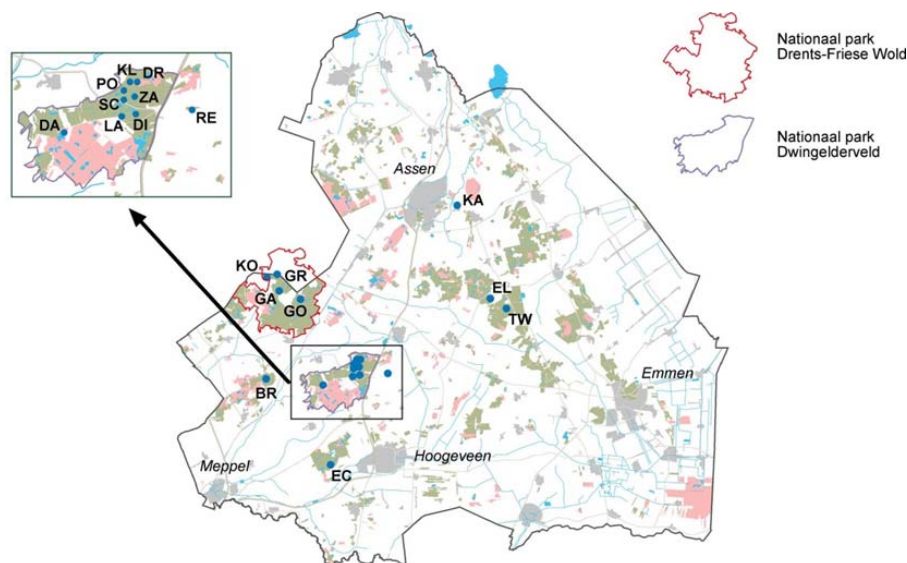 KL DR
PO
SC ZA
DA LA DI RE
Nationaal park
Drents-Friese Wold
Nationaal park
Dwingelderveld
Assen
KA
KO GR
GA GO
EL
TW
BR
Emmen
Meppel
Hoogeveen
EC